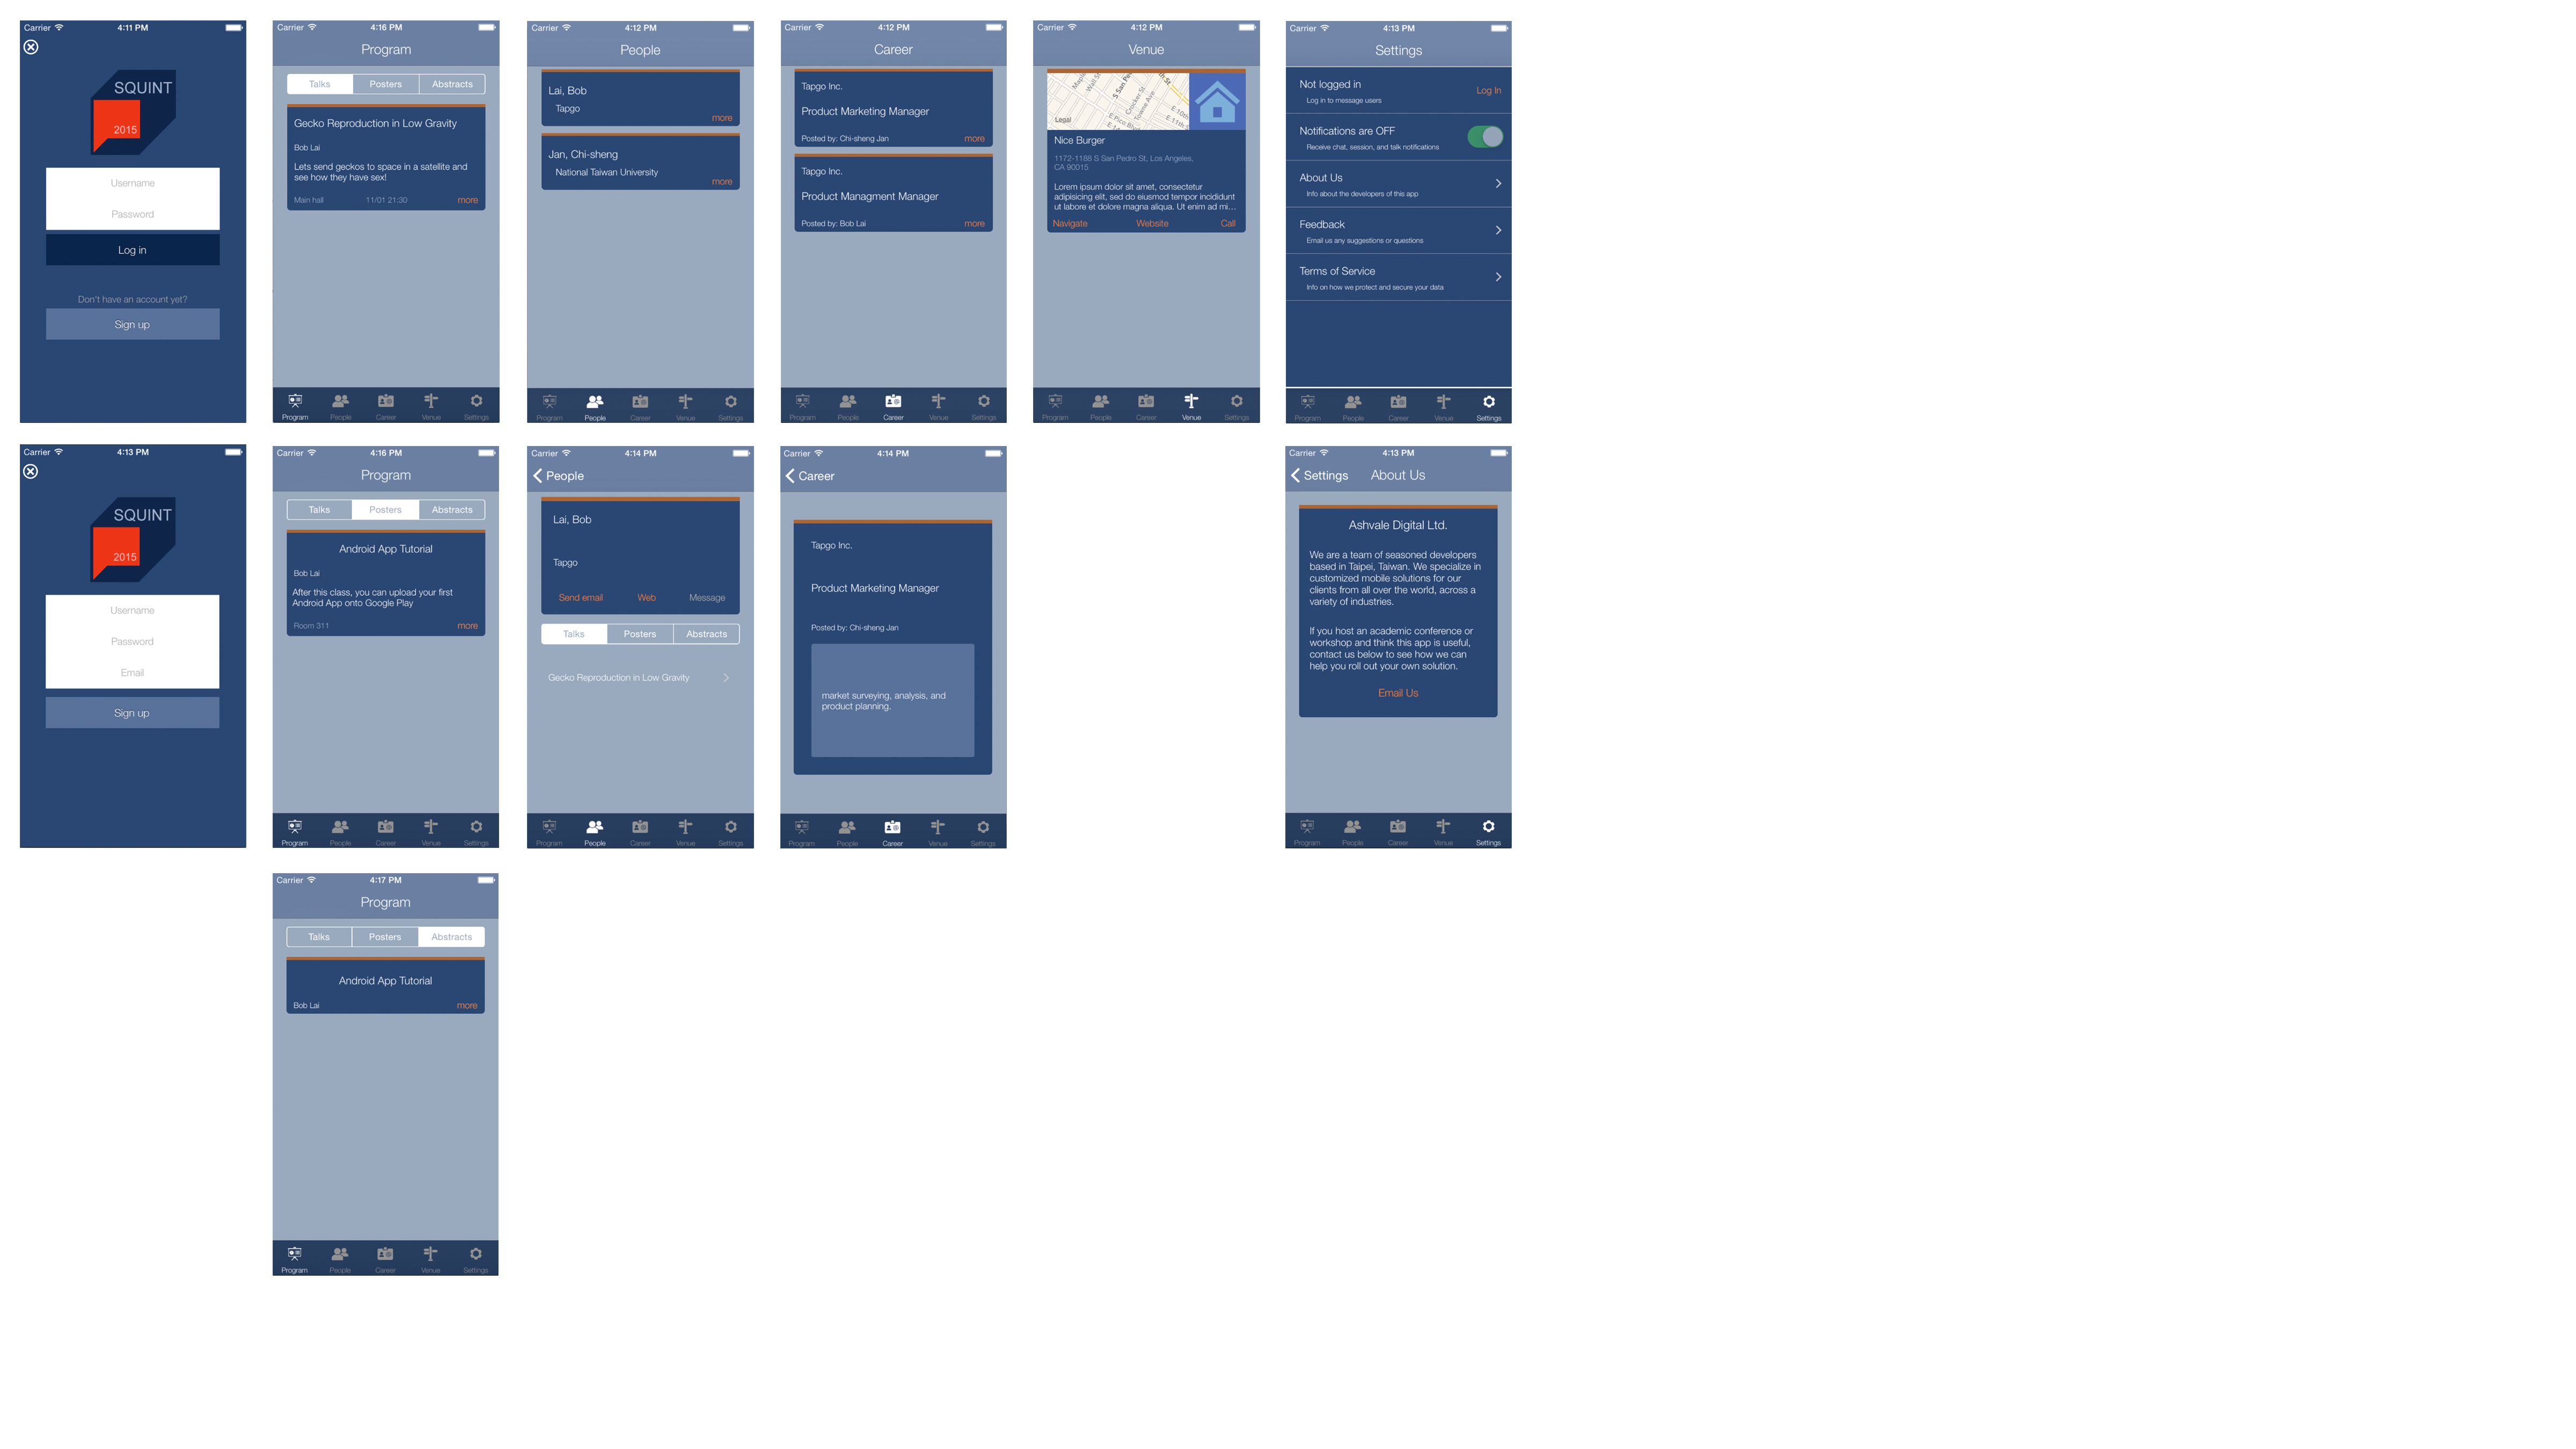 Carrier 4:11 PM
SQUINT
2015
Username
Password
Log in
Don't have an account yet?
Sign up
Carrier 4:16 PM
Program
Talks Posters Abstracts
Gecko Reproduction in Low Gravity
Bob Lai
Lets send geckos to space in a satellite and
see how they have sex!
Main hall 11/01 21:30 more
Program People Career Venue Settings
Carrier 4:12 PM
People
Lai, Bob
Tapgo
more
Jan, Chi-sheng
National Taiwan University
more
Program People Career Venue Settings
Carrier 4:12 PM
Career
Tapgo Inc.
Product Marketing Manager
Posted by: Chi-sheng Jan more
Tapgo Inc.
Product Managment Manager
Posted by: Bob Lai more
Program People Career Venue Settings
Carrier 4:12 PM
Venue
Maple
Wall St
S San Pe
Crocker St
Towne Ave
E Pico Blv
E 10th
E 11th S
Legal
Nice Burger
1172-1188 S San Pedro St, Los Angeles,
CA 90015
Lorem ipsum dolor sit amet, consectetur
adipisicing elit, sed do eiusmod tempor incididunt
ut labore et dolore magna aliqua. Ut enim ad mi...
Navigate Website Call
Program People Career Venue Settings
Carrier 4:13 PM
Settings
Not logged in
Log in to message users
Log In
Notifications are OFF
Receive chat, session, and talk notifications
About Us
Info about the developers of this app
Feedback
Email us any suggestions or questions
Terms of Service
Info on how we protect and secure your data
Program People Career Venue Settings
Carrier 4:13 PM
SQUINT
2015
Username
Password
Email
Sign up
Carrier 4:16 PM
Program
Talks Posters Abstracts
Android App Tutorial
Bob Lai
After this class, you can upload your first
Android App onto Google Play
Room 311 more
Program People Career Venue Settings
Carrier 4:14 PM
People
Lai, Bob
Tapgo
Send email Web Message
Talks Posters Abstracts
Gecko Reproduction in Low Gravity
Program People Career Venue Settings
Carrier 4:14 PM
Career
Tapgo Inc.
Product Marketing Manager
Posted by: Chi-sheng Jan
market surveying, analysis, and
product planning.
Program People Career Venue Settings
Carrier 4:13 PM
Settings About Us
Ashvale Digital Ltd.
We are a team of seasoned developers
based in Taipei, Taiwan. We specialize in
customized mobile solutions for our
clients from all over the world, across a
variety of industries.
If you host an academic conference or
workshop and think this app is useful,
contact us below to see how we can
help you roll out your own solution.
Email Us
Program People Career Venue Settings
Carrier 4:17 PM
Program
Talks Posters Abstracts
Android App Tutorial
Bob Lai more
Program People Career Venue Settings